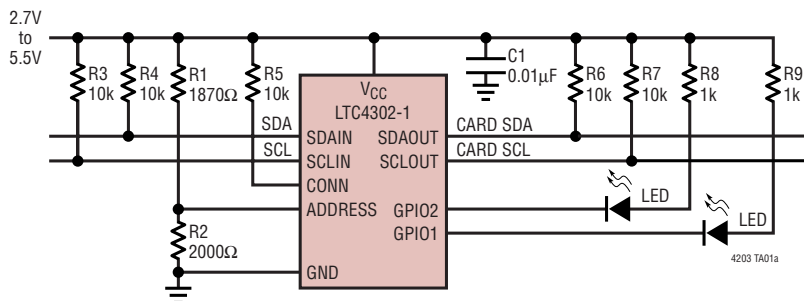 2.7V
to
5.5V
R3
10k
R4
10k
R1
1870Ω
R5
10k
C1
0.01µF
R6
10k
R7
10k
R8
1k
R9
1k
VCC
LTC4302-1
SDA
SDAIN
SDAOUT
CARD SDA
SCL
SCLIN
SCLOUT
CARD SCL
CONN
ADDRESS
GPIO2
LED
GPIO1
LED
R2
2000Ω
GND
4203 TA01a